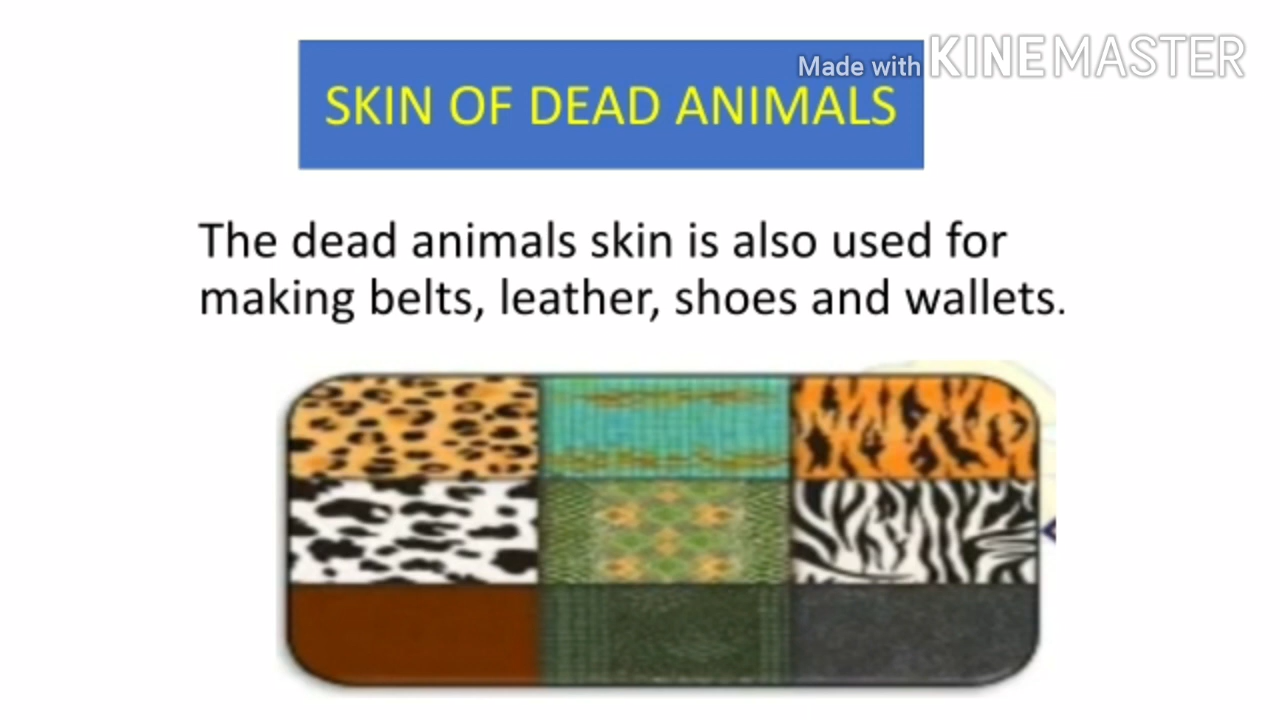 Made with KINEMASTER
SKIN OF DEAD ANIMALS
The dead animals skin is also used for
making belts, leather, shoes and wallets.